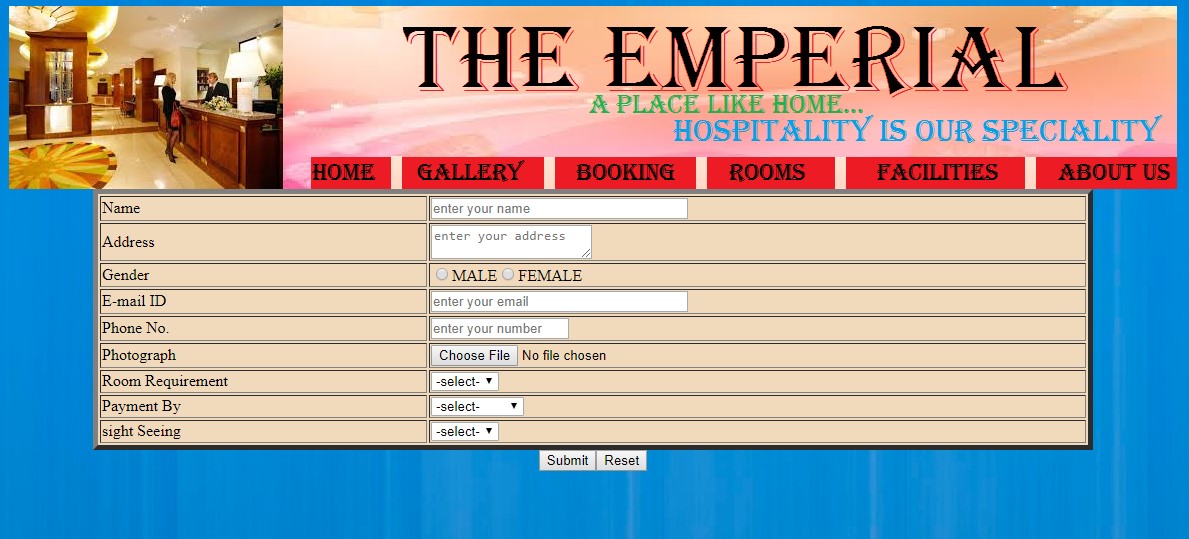 THE EMPERIAL
A PLACE LIKE HOME...
HOSPITALITY IS OUR SPECIALITY
HOME GALLERY BOOKING ROOMS FACILITIES ABOUT US
Name enter your name
Address enter your address
Gender MALE FEMALE
E-mail ID enter your email
Phone No. enter your number
Photograph Choose File No file chosen
Room Requirement -select-
Payment By -select-
sight Seeing -select-
Submit Reset